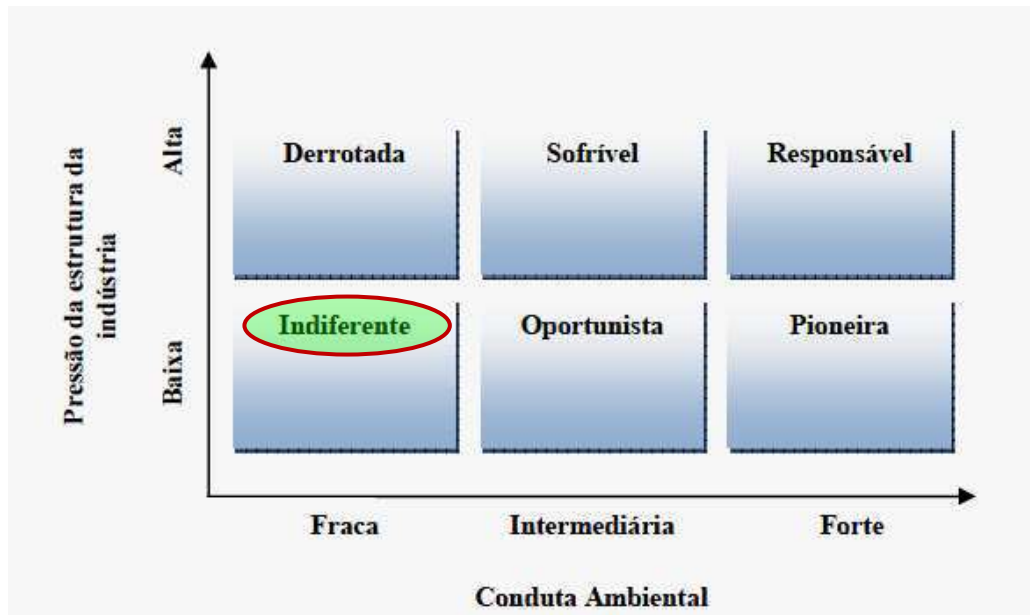 Pressão da estrutura da
indústria
Alta
Derrotada
Sofrível
Responsável
Baixa
Indiferente
Oportunista
Pioneira
Fraca
Intermediária
Forte
Conduta Ambiental